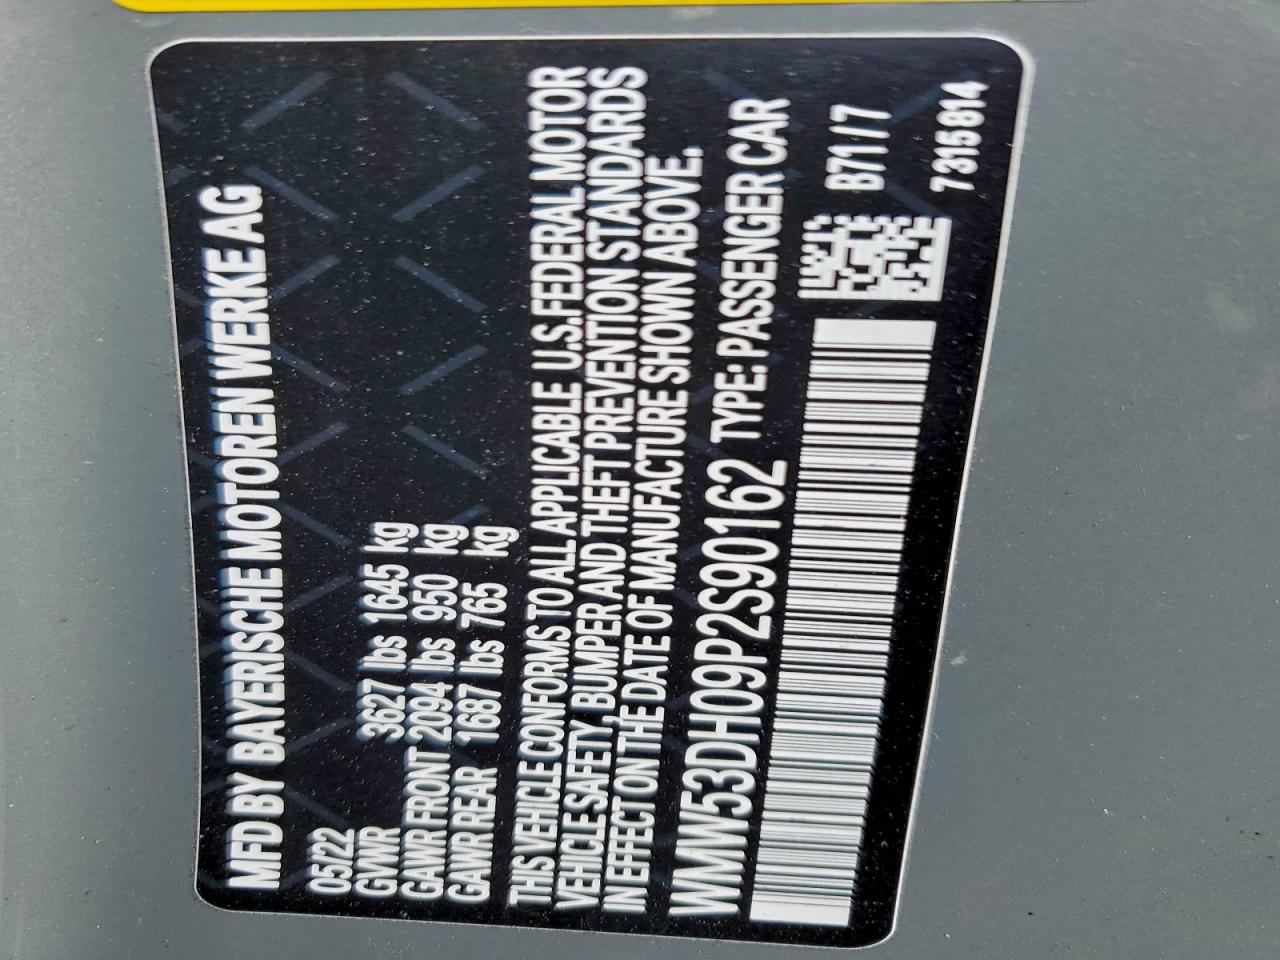 MFD BY BAYERISCHE MOTOREN WERKE AG
05/22
GVWR 3627 lbs 1645 kg
GAWR FRONT 2094 lbs 950 kg
GAWR REAR 1687 lbs 765 kg
THIS VEHICLE CONFORMS TO ALL APPLICABLE U.S.FEDERAL MOTOR
VEHICLE SAFETY, BUMPER AND THEFT PREVENTION STANDARDS
IN EFFECT ON THE DATE OF MANUFACTURE SHOWN ABOVE.
WMW53DH09P2S90162 TYPE: PASSENGER CAR
B71/7
7315814